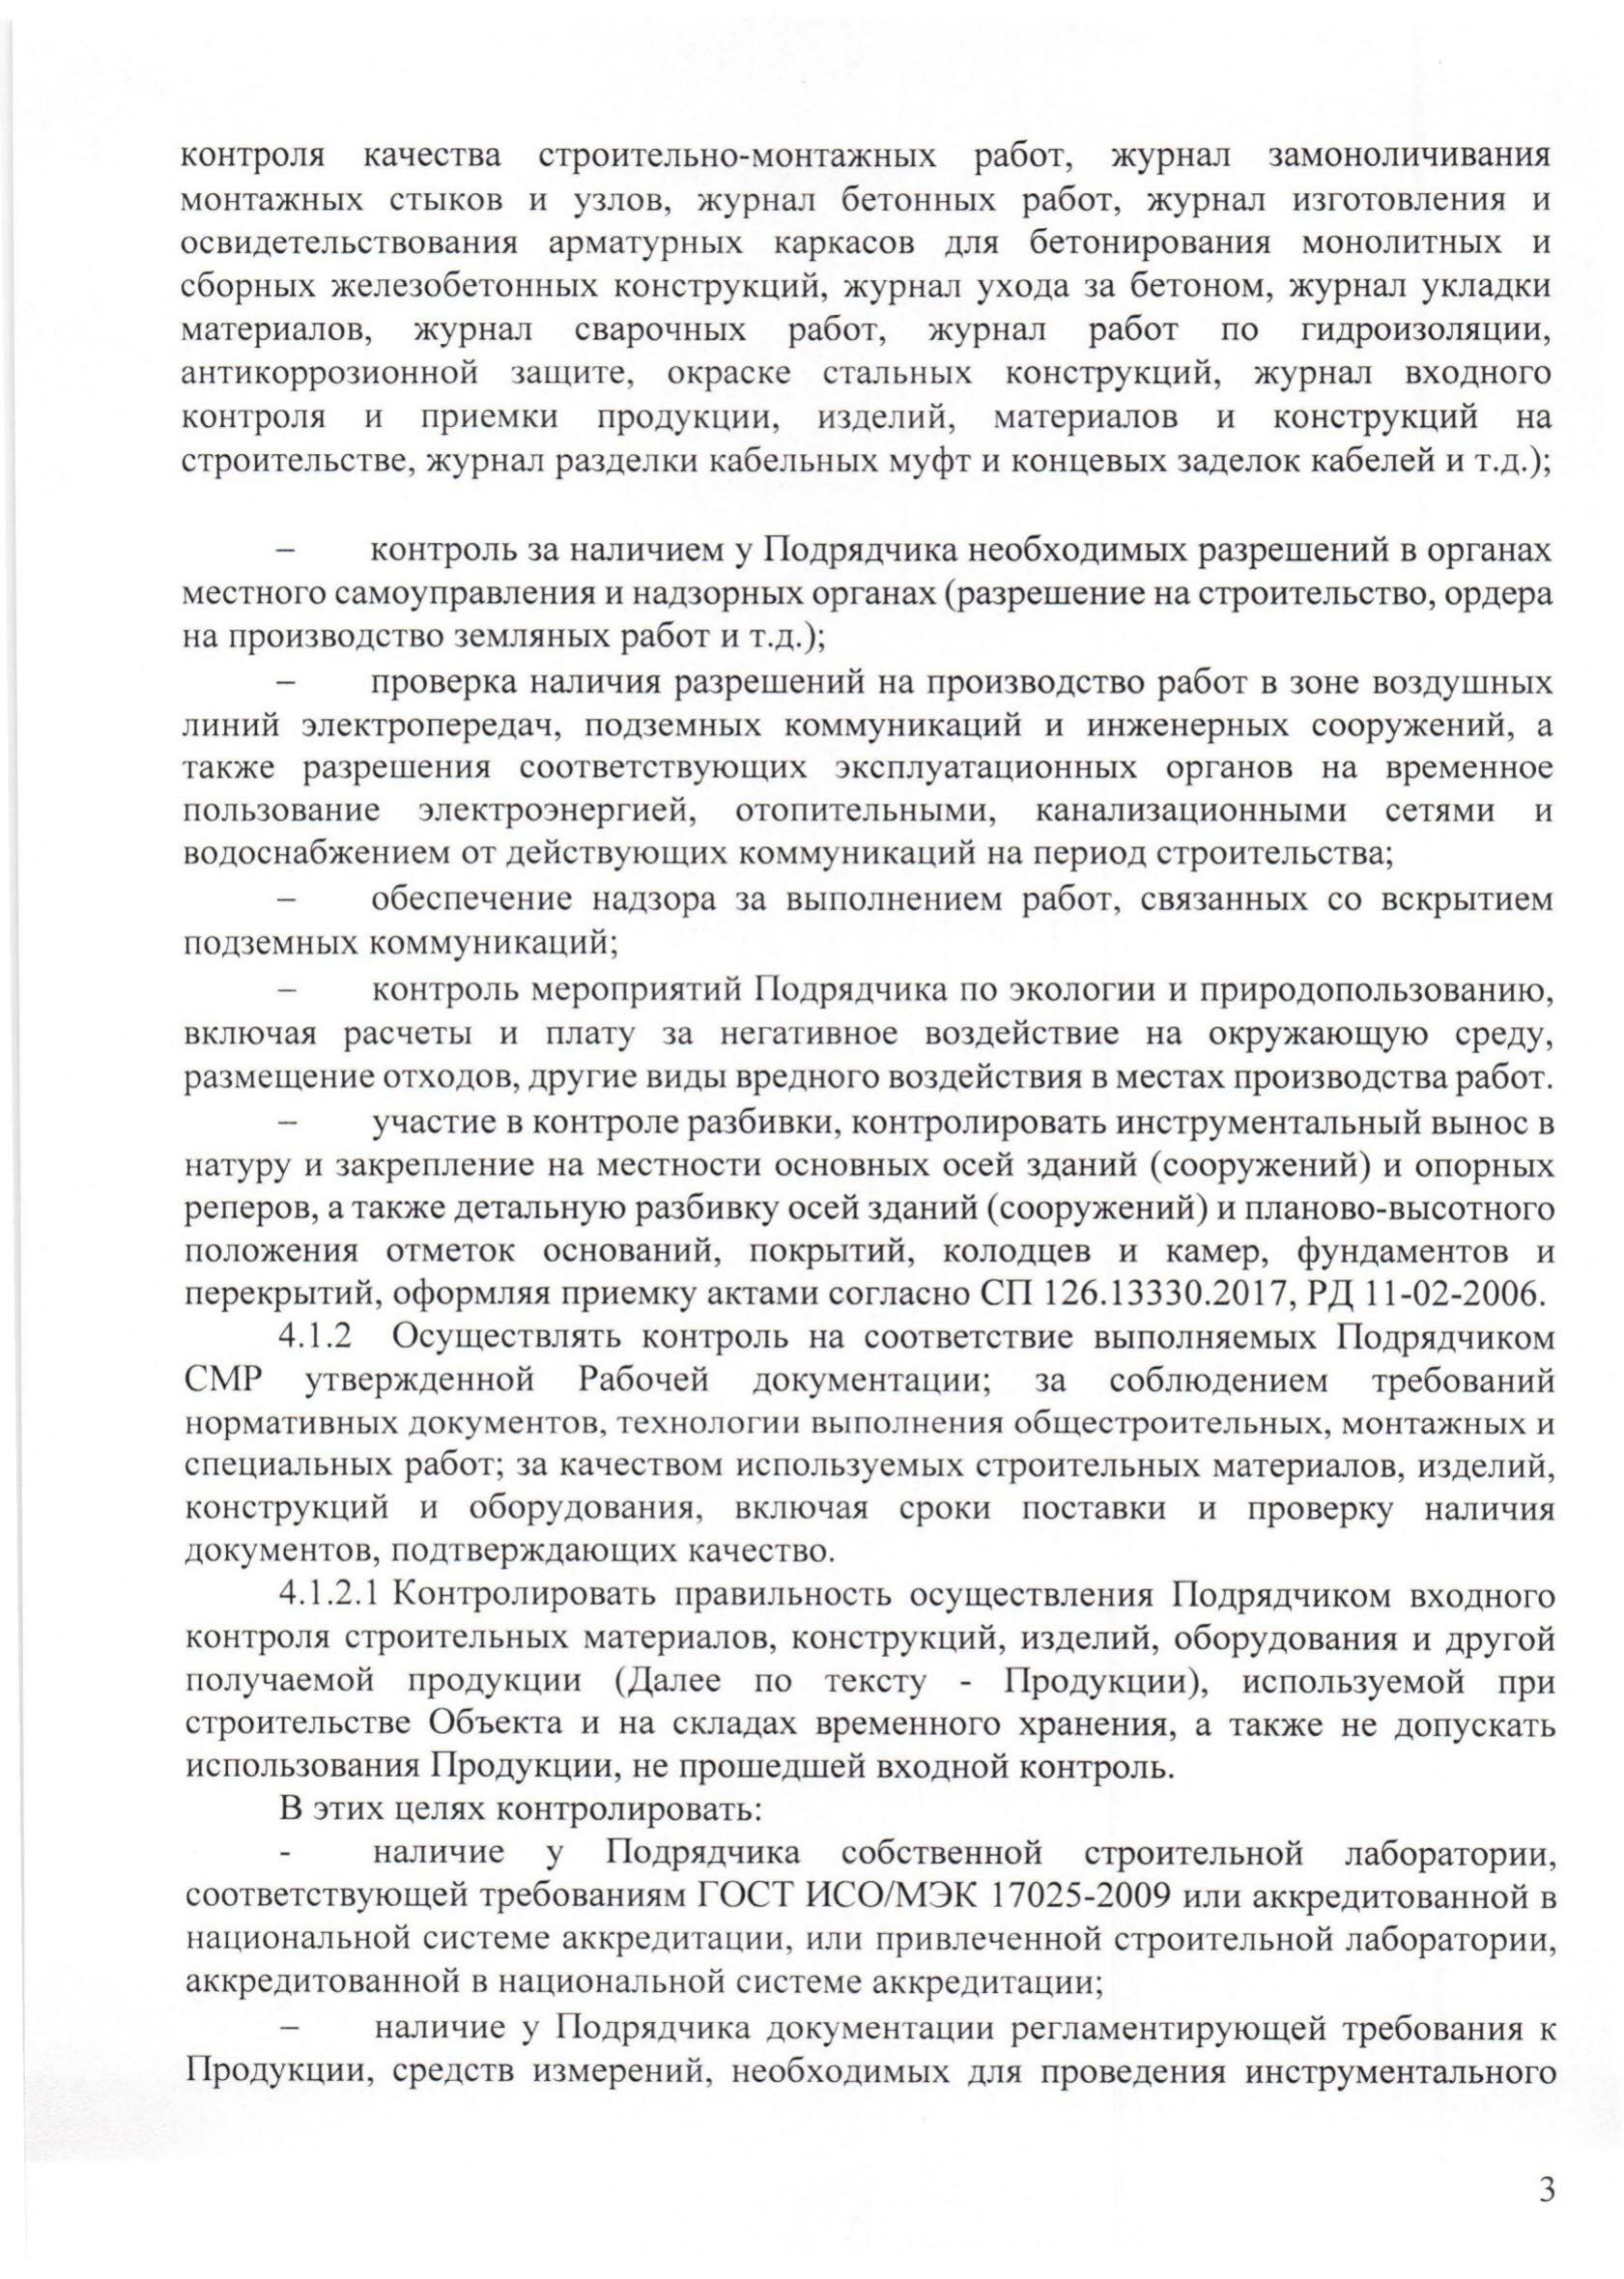 контроля качества строительно-монтажных работ, журнал замоноличивания
монтажных стыков и узлов, журнал бетонных работ, журнал изготовления и
освидетельствования арматурных каркасов для бетонирования монолитных и
сборных железобетонных конструкций, журнал ухода за бетоном, журнал укладки
материалов, журнал сварочных работ, журнал работ по гидроизоляции,
антикоррозионной защите, окраске стальных конструкций, журнал входного
контроля и приемки продукции, изделий, материалов и конструкций на
строительстве, журнал разделки кабельных муфт и концевых заделок кабелей и т.д.);
– контроль за наличием у Подрядчика необходимых разрешений в органах
местного самоуправления и надзорных органах (разрешение на строительство, ордера
на производство земляных работ и т.д.);
– проверка наличия разрешений на производство работ в зоне воздушных
линий электропередач, подземных коммуникаций и инженерных сооружений, а
также разрешения соответствующих эксплуатационных органов на временное
пользование электроэнергией, отопительными, канализационными сетями и
водоснабжением от действующих коммуникаций на период строительства;
– обеспечение надзора за выполнением работ, связанных со вскрытием
подземных коммуникаций;
– контроль мероприятий Подрядчика по экологии и природопользованию,
включая расчеты и плату за негативное воздействие на окружающую среду,
размещение отходов, другие виды вредного воздействия в местах производства работ.
– участие в контроле разбивки, контролировать инструментальный вынос в
натуру и закрепление на местности основных осей зданий (сооружений) и опорных
реперов, а также детальную разбивку осей зданий (сооружений) и планово-высотного
положения отметок оснований, покрытий, колодцев и камер, фундаментов и
перекрытий, оформляя приемку актами согласно СП 126.13330.2017, РД 11-02-2006.
4.1.2 Осуществлять контроль на соответствие выполняемых Подрядчиком
СМР утвержденной Рабочей документации; за соблюдением требований
нормативных документов, технологии выполнения общестроительных, монтажных и
специальных работ; за качеством используемых строительных материалов, изделий,
конструкций и оборудования, включая сроки поставки и проверку наличия
документов, подтверждающих качество.
4.1.2.1 Контролировать правильность осуществления Подрядчиком входного
контроля строительных материалов, конструкций, изделий, оборудования и другой
получаемой продукции (Далее по тексту - Продукции), используемой при
строительстве Объекта и на складах временного хранения, а также не допускать
использования Продукции, не прошедшей входной контроль.
В этих целях контролировать:
- наличие у Подрядчика собственной строительной лаборатории,
соответствующей требованиям ГОСТ ИСО/МЭК 17025-2009 или аккредитованной в
национальной системе аккредитации, или привлеченной строительной лаборатории,
аккредитованной в национальной системе аккредитации;
– наличие у Подрядчика документации регламентирующей требования к
Продукции, средств измерений, необходимых для проведения инструментального
3